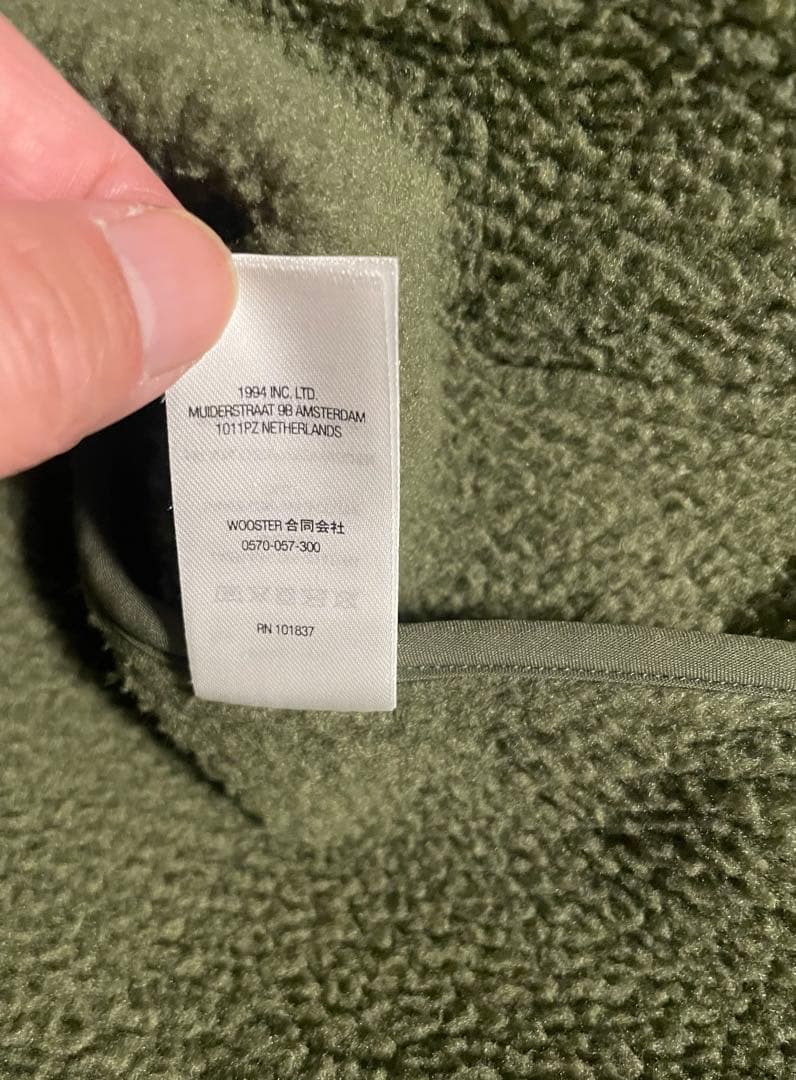 1994 INC. LTD.
MUIDERSTRAAT 9B AMSTERDAM
1011PZ NETHERLANDS
WOOSTER 合同会社
0570-057-300
RN 101837